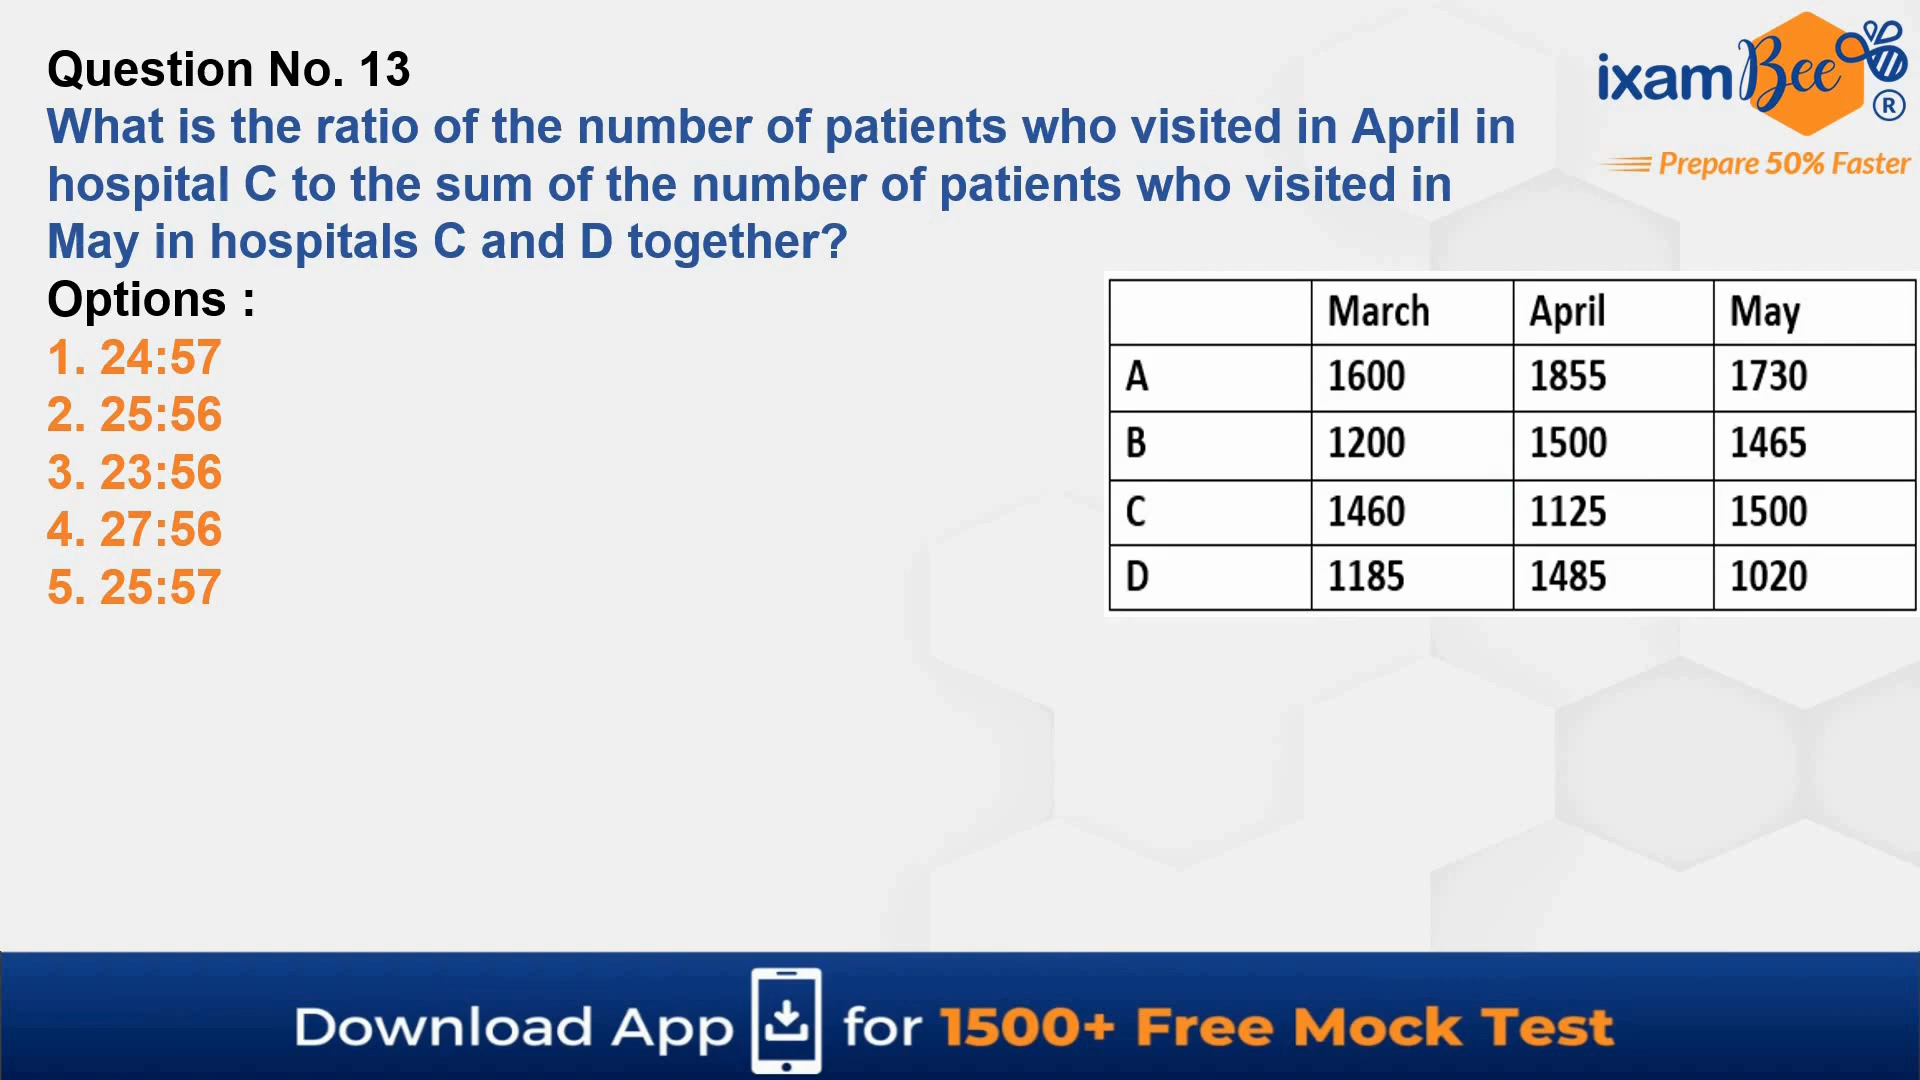 Question No. 13
What is the ratio of the number of patients who visited in April in
hospital C to the sum of the number of patients who visited in
May in hospitals C and D together?
Options :
1. 24:57
2. 25:56
3. 23:56
4. 27:56
5. 25:57
ixamBee ®
Prepare 50% Faster
March April May
A 1600 1855 1730
B 1200 1500 1465
C 1460 1125 1500
D 1185 1485 1020
Download App for 1500+ Free Mock Test